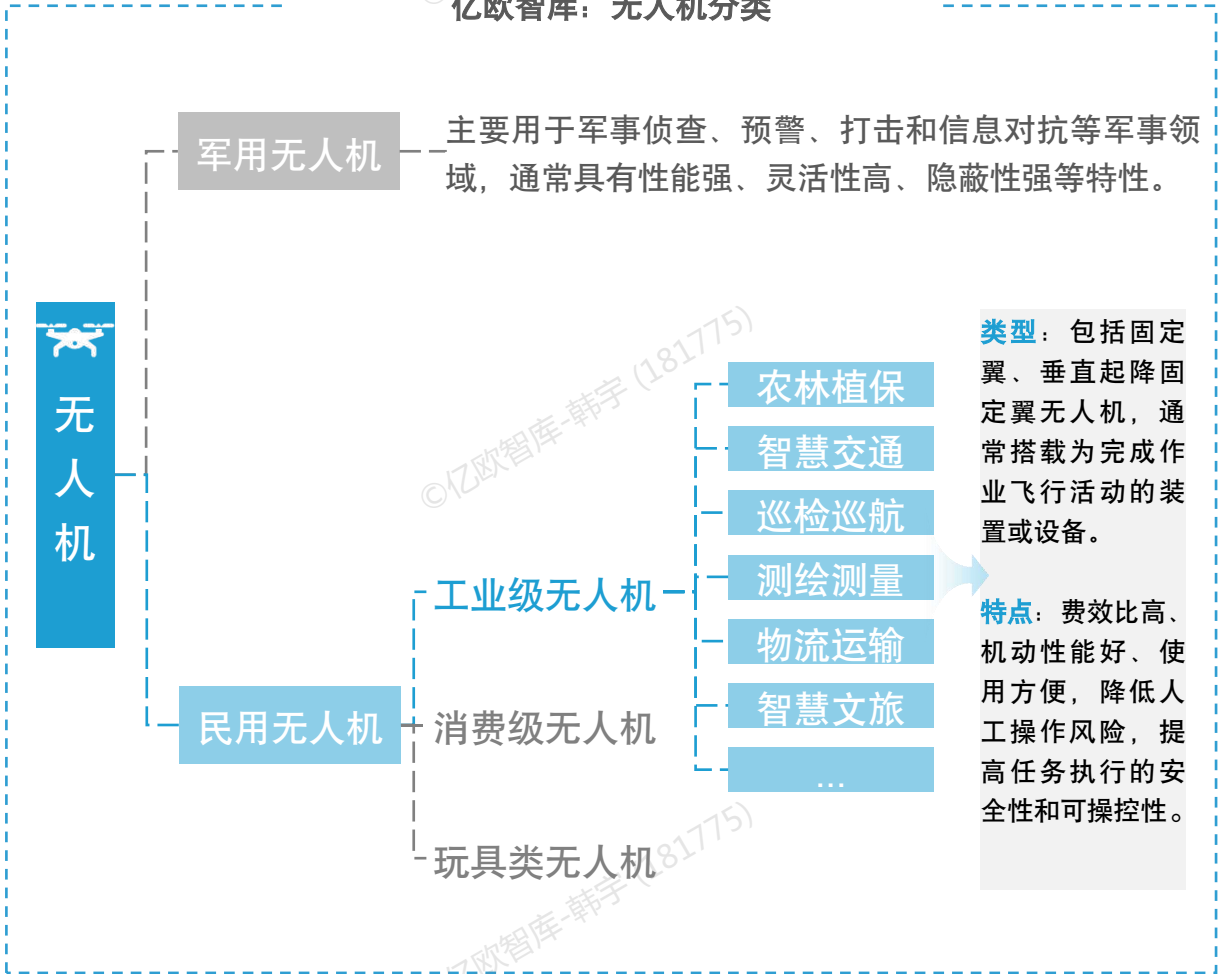 亿欧智库：无人机分类
军用无人机
主要用于军事侦查、预警、打击和信息对抗等军事领
域，通常具有性能强、灵活性高、隐蔽性强等特性。
无
人
机
民用无人机
工业级无人机
消费级无人机
玩具类无人机
农林植保
智慧交通
巡检巡航
测绘测量
物流运输
智慧文旅
...
类型：包括固定
翼、垂直起降固
定翼无人机，通
常搭载为完成作
业飞行活动的装
置或设备。
特点：费效比高、
机动性能好、使
用方便，降低人
工操作风险，提
高任务执行的安
全性和可操控性。
©亿欧智库-韩宇 (181775)
亿欧智库-韩宇 (181775)